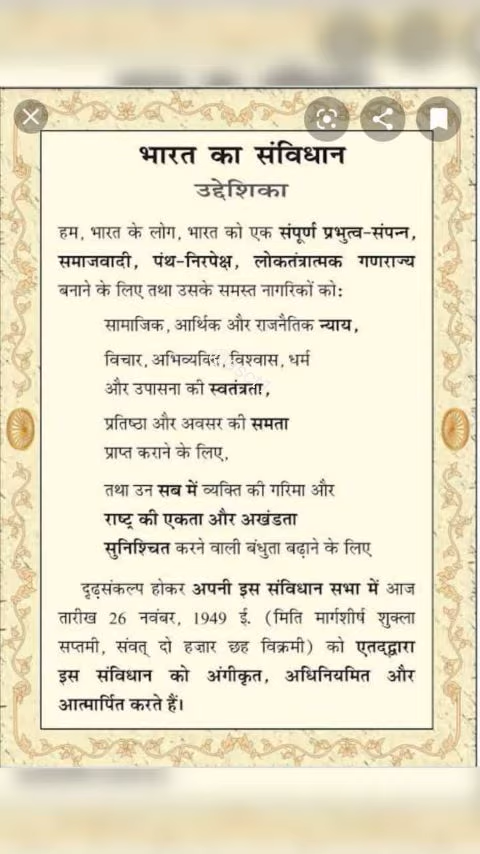 भारत का संविधान
उद्देशिका
हम, भारत के लोग, भारत को एक संपूर्ण प्रभुत्व-संपन्न,
समाजवादी, पंथ-निरपेक्ष, लोकतंत्रात्मक गणराज्य
बनाने के लिए तथा उसके समस्त नागरिकों को:
सामाजिक, आर्थिक और राजनैतिक न्याय,
विचार, अभिव्यक्ति, विश्वास, धर्म
और उपासना की स्वतंत्रता,
प्रतिष्ठा और अवसर की समता
प्राप्त कराने के लिए,
तथा उन सब में व्यक्ति की गरिमा और
राष्ट्र की एकता और अखंडता
सुनिश्चित करने वाली बंधुता बढ़ाने के लिए
दृढ़संकल्प होकर अपनी इस संविधान सभा में आज
तारीख 26 नवंबर, 1949 ई. (मिति मार्गशीर्ष शुक्ला
सप्तमी, संवत् दो हज़ार छह विक्रमी) को एतद्द्वारा
इस संविधान को अंगीकृत, अधिनियमित और
आत्मार्पित करते हैं।